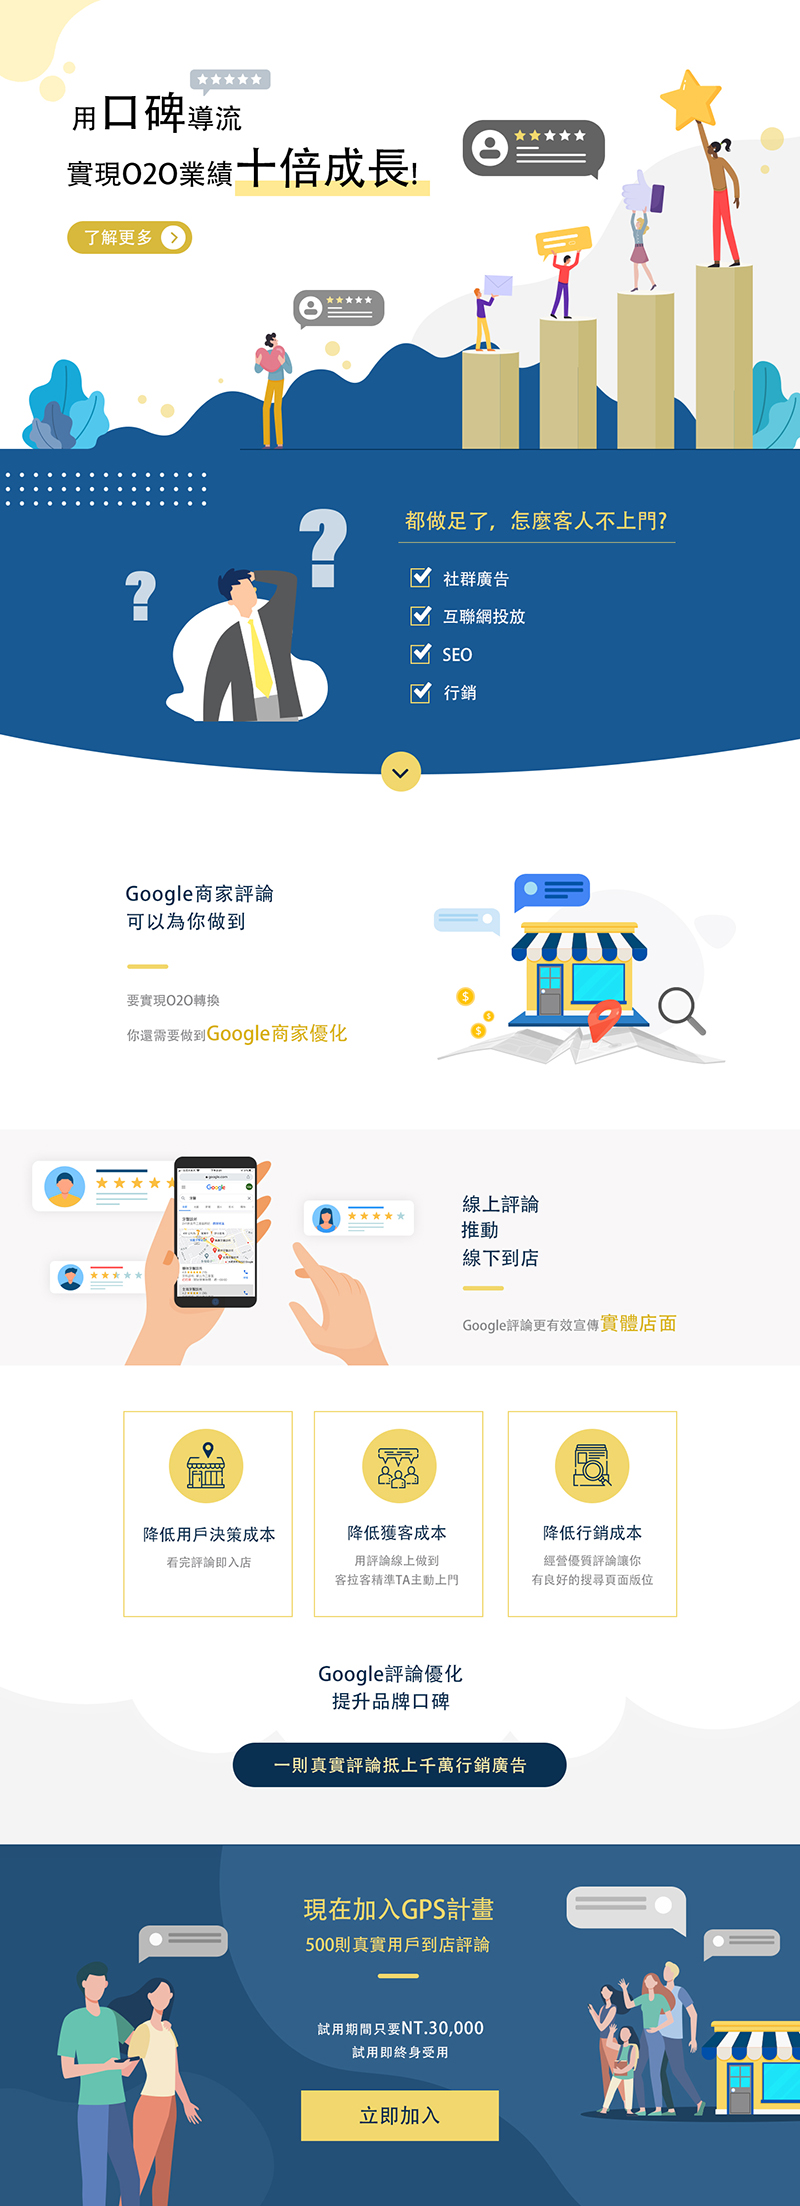 用口碑導流
實現O2O業績十倍成長!
了解更多
都做足了，怎麼客人不上門?
社群廣告
互聯網投放
SEO
行銷
Google商家評論
可以為你做到
要實現O2O轉換
你還需要做到Google商家優化
Google
線上評論
推動
線下到店
Google評論更有效宣傳實體店面
降低用戶決策成本
看完評論即入店
降低獲客成本
用評論線上做到
客拉客精準TA主動上門
降低行銷成本
經營優質評論讓你
有良好的搜尋頁面版位
Google評論優化
提升品牌口碑
一則真實評論抵上千萬行銷廣告
現在加入GPS計畫
500則真實用戶到店評論
試用期間只要NT.30,000
試用即終身受用
立即加入